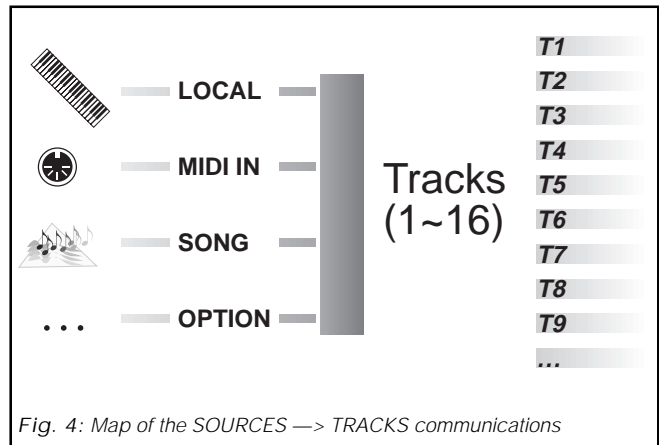 LOCAL
MIDI IN
SONG
. . .
OPTION
Tracks
(1~16)
T1
T2
T3
T4
T5
T6
T7
T8
T9
...
Fig. 4: Map of the SOURCES —> TRACKS communications